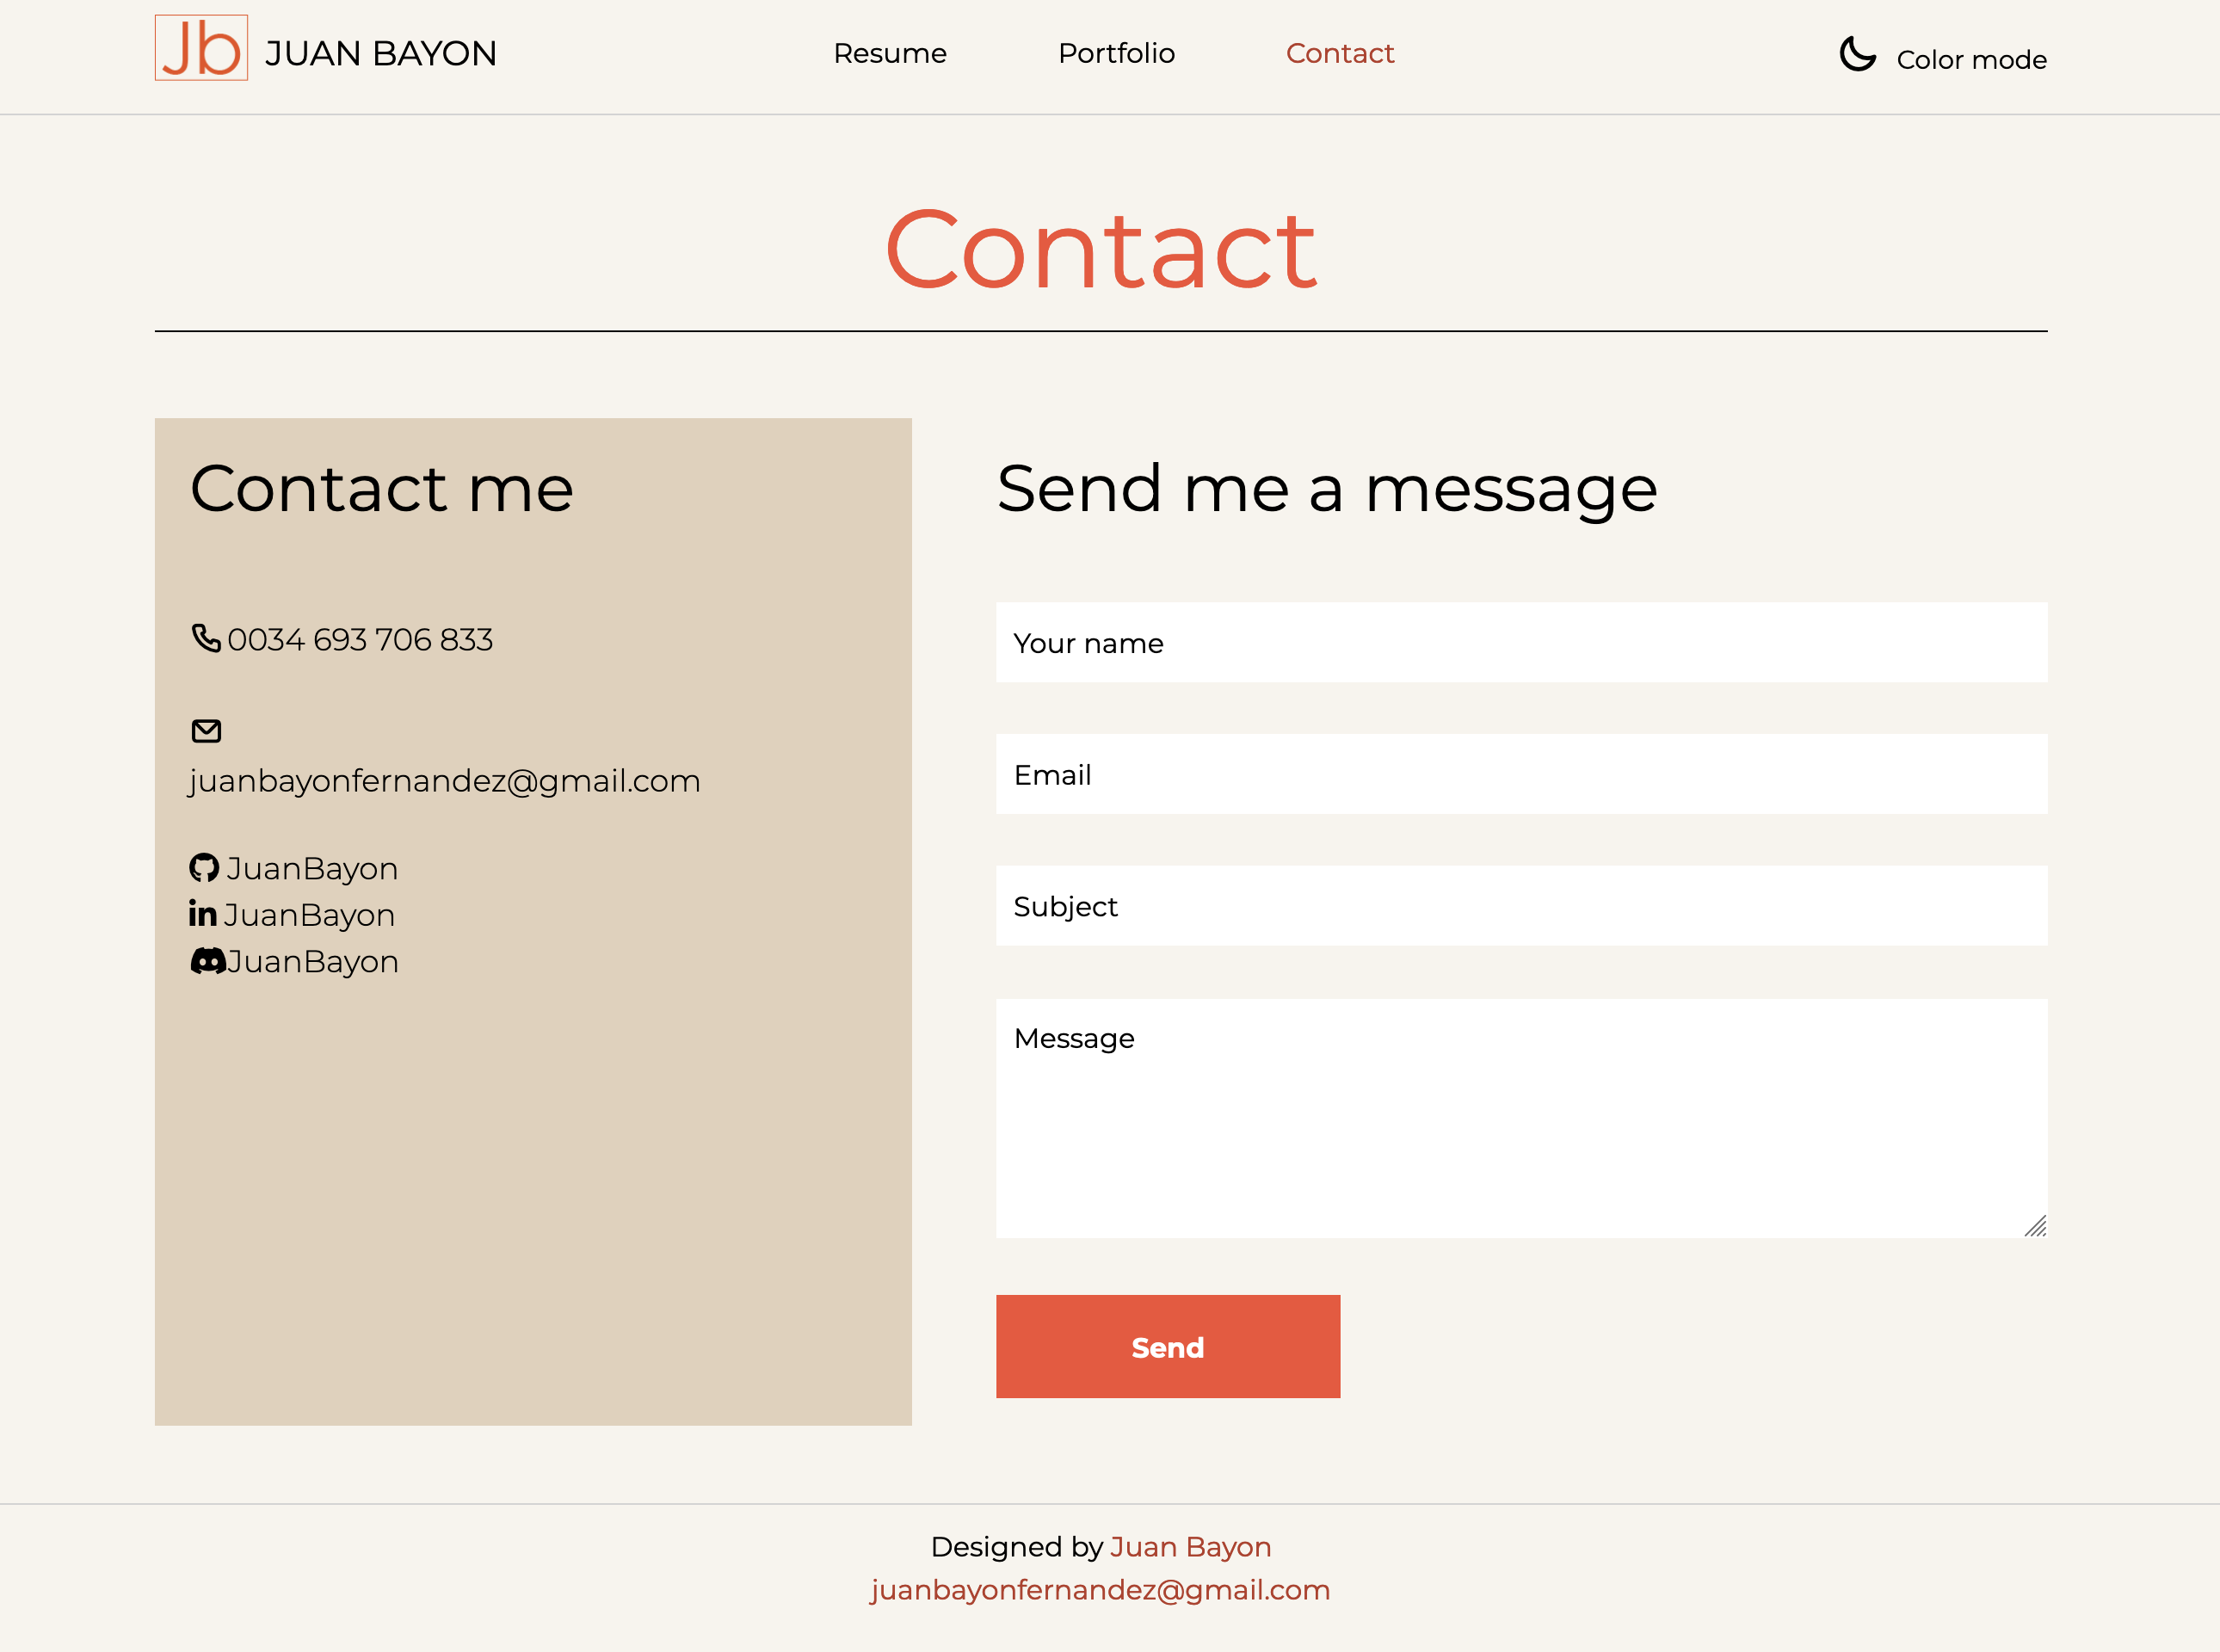 Jb JUAN BAYON Resume Portfolio Contact Color mode
Contact
Contact me
0034 693 706 833
juanbayonfernandez@gmail.com
JuanBayon
in JuanBayon
JuanBayon
Send me a message
Your name
Email
Subject
Message
Send
Designed by Juan Bayon
juanbayonfernandez@gmail.com